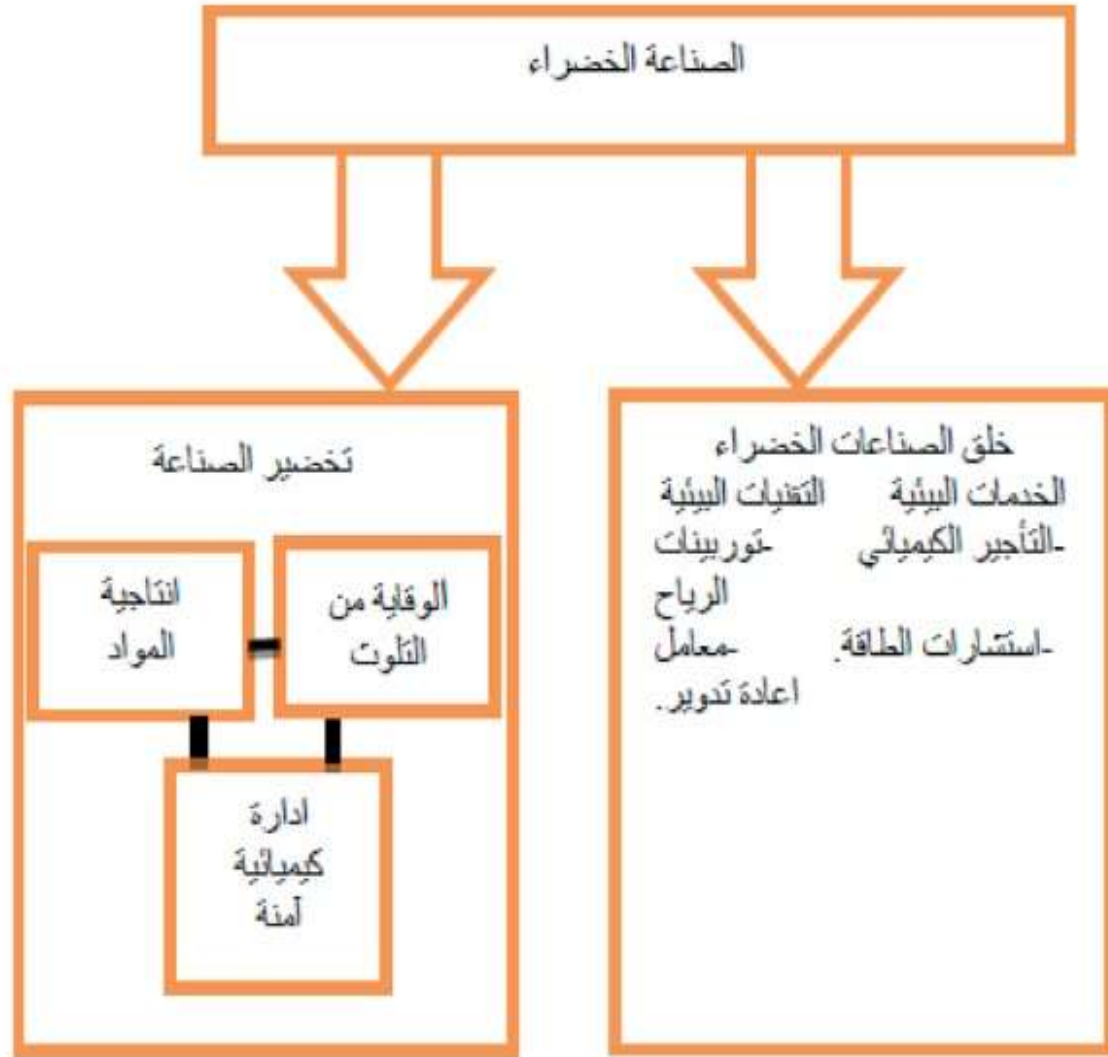 الصناعة الخضراء
خلق الصناعات الخضراء
الخدمات البيئية التقنيات البيئية
-التأجير الكيميائي -توربينات
الرياح
-استشارات الطاقة. -معامل
اعادة تدوير.
تخضير الصناعة
الوقاية من
التلوث
انتاجية
المواد
ادارة
كيميائية
آمنة